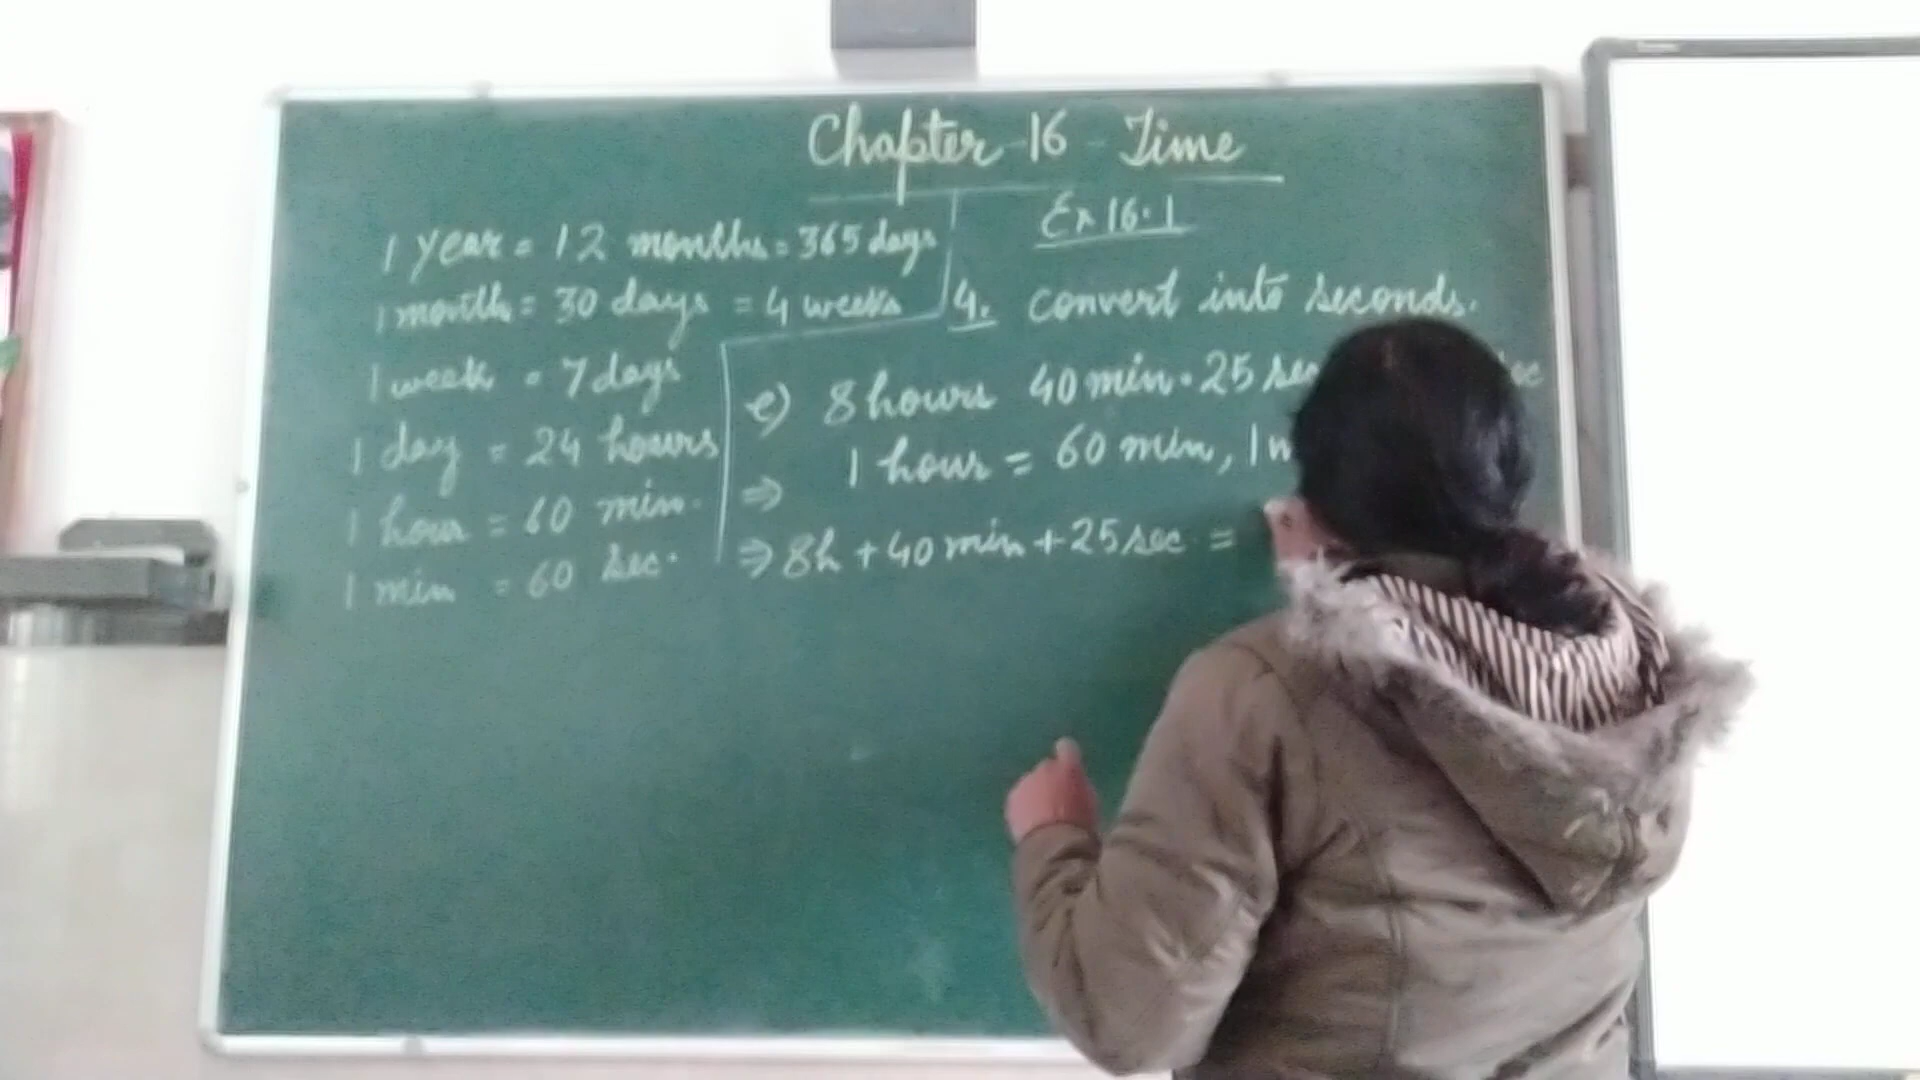 Chapter-16 - Time
1 year = 12 months = 365 days
1 month = 30 days = 4 weeks
1 week = 7 days
1 day = 24 hours
1 hour = 60 min.
1 min = 60 sec.
Ex 16.1
4. convert into seconds.
e) 8 hours 40 min. 25 sec
⇒ 1 hour = 60 min, 1
⇒ 8h + 40 min + 25 sec =